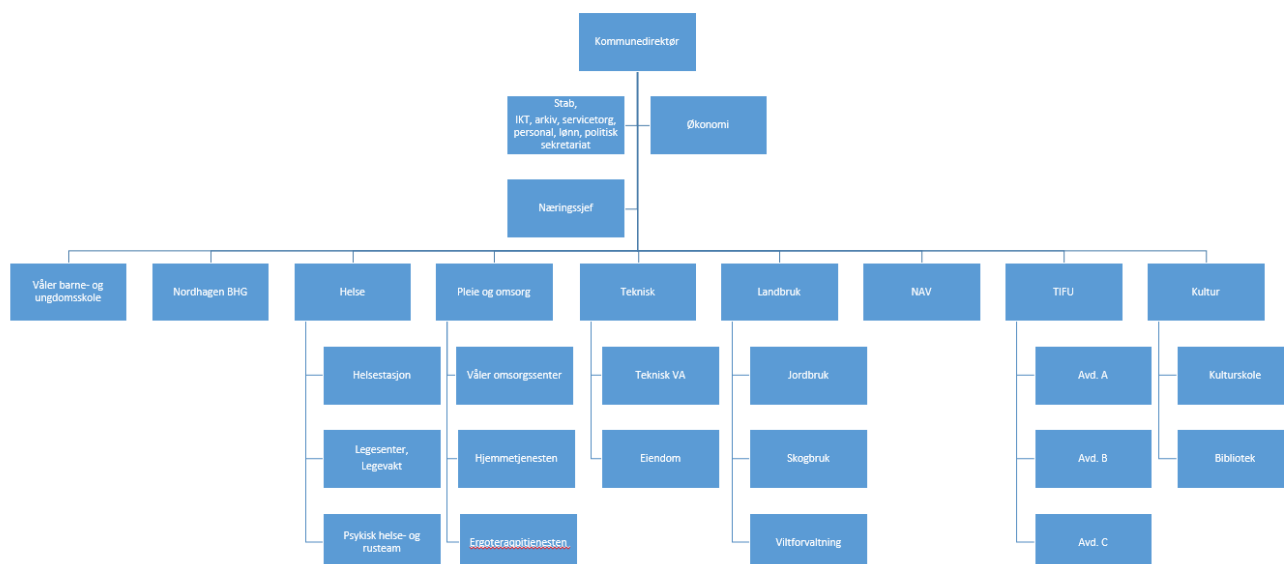 Kommunedirektør
Stab,
IKT, arkiv, servicetorg,
personal, lønn, politisk
sekretariat
Økonomi
Næringssjef
Våler barne- og
ungdomsskole
Nordhagen BHG
Helse
Pleie og omsorg
Teknisk
Landbruk
NAV
TIFU
Kultur
Helsestasjon
Våler omsorgssenter
Teknisk VA
Jordbruk
Avd. A
Kulturskole
Legesenter,
Legevakt
Hjemmetjenesten
Eiendom
Skogbruk
Avd. B
Bibliotek
Psykisk helse- og
rusteam
Ergoteraqpitjenesten
Viltforvaltning
Avd. C